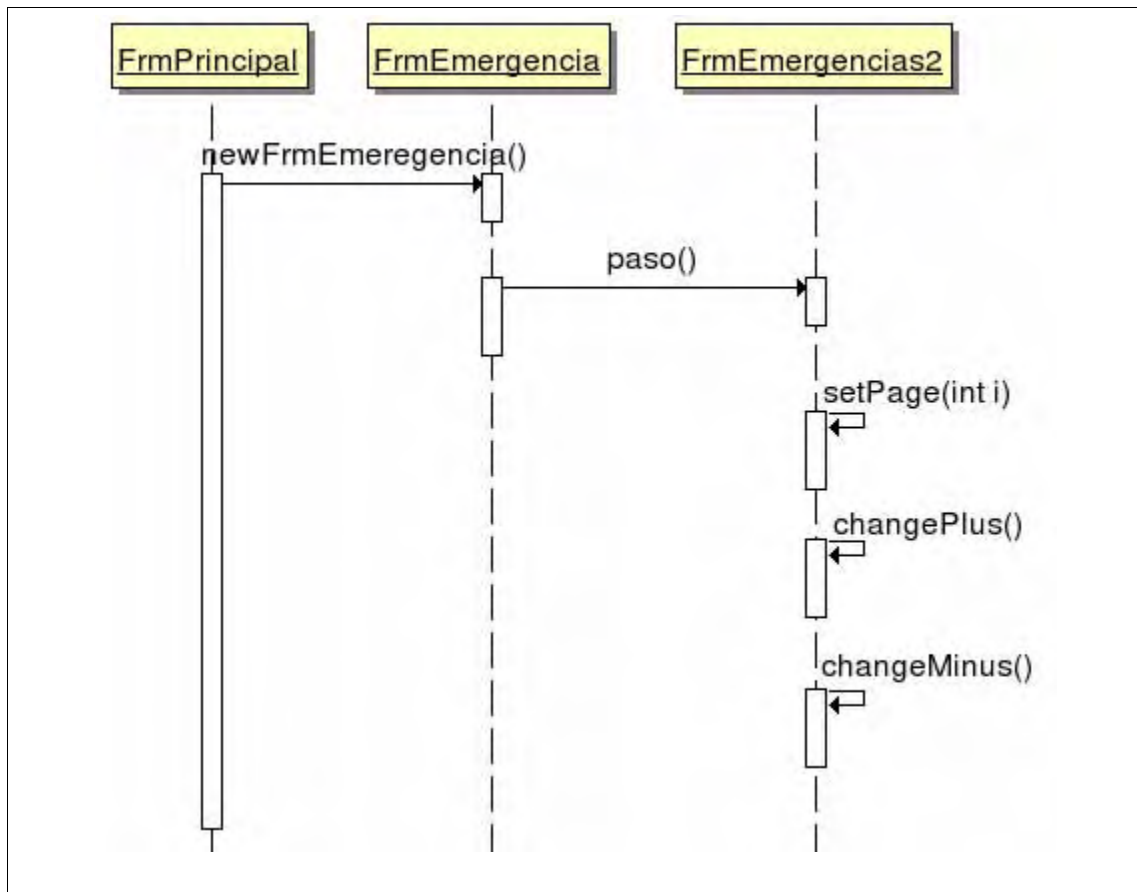 FrmPrincipal
FrmEmergencia
FrmEmergencias2
newFrmEmeregencia()
paso()
setPage(int i)
changePlus()
changeMinus()